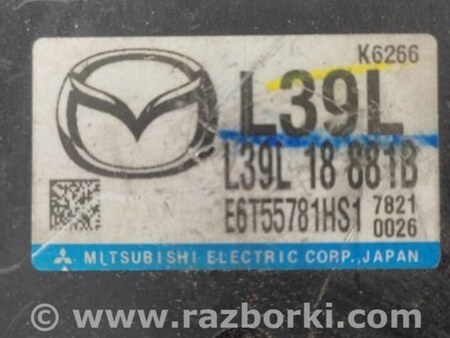 K6266
L39L
L39L 18 881B
E6T55781HS1 7821
0026
MITSUBISHI ELECTRIC CORP., JAPAN
© www.razborki.com